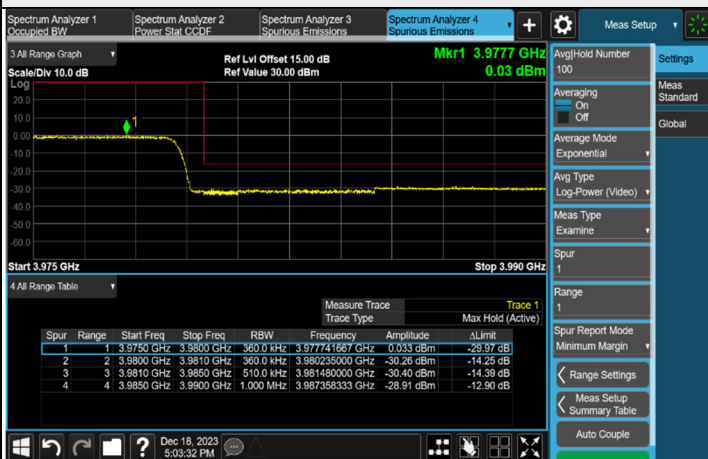 Spectrum Analyzer 1
Occupied BW
Spectrum Analyzer 2
Power Stat CCDF
Spectrum Analyzer 3
Spurious Emissions
Spectrum Analyzer 4
Spurious Emissions
Meas Setup
3 All Range Graph
Scale/Div 10.0 dB
Ref Lvl Offset 15.00 dB
Ref Value 30.00 dBm
Mkr1 3.9777 GHz
0.03 dBm
Log
20.0
10.0
0.00
-10.0
-20.0
-30.0
-40.0
-50.0
-60.0
1
Start 3.975 GHz
Stop 3.990 GHz
4 All Range Table
Measure Trace Trace 1
Trace Type Max Hold (Active)
Spur Range Start Freq Stop Freq RBW Frequency Amplitude ΔLimit
1 1 3.9750 GHz 3.9800 GHz 360.0 kHz 3.977741667 GHz 0.033 dBm -29.97 dB
2 2 3.9800 GHz 3.9810 GHz 360.0 kHz 3.980235000 GHz -30.26 dBm -14.25 dB
3 3 3.9810 GHz 3.9850 GHz 510.0 kHz 3.981480000 GHz -30.40 dBm -14.39 dB
4 4 3.9850 GHz 3.9900 GHz 1.000 MHz 3.987358333 GHz -28.91 dBm -12.90 dB
Avg|Hold Number
100
Averaging
On
Off
Average Mode
Exponential
Avg Type
Log-Power (Video)
Meas Type
Examine
Spur
1
Range
1
Spur Report Mode
Minimum Margin
Range Settings
Meas Setup
Summary Table
Auto Couple
Settings
Meas
Standard
Global
Dec 18, 2023
5:03:32 PM